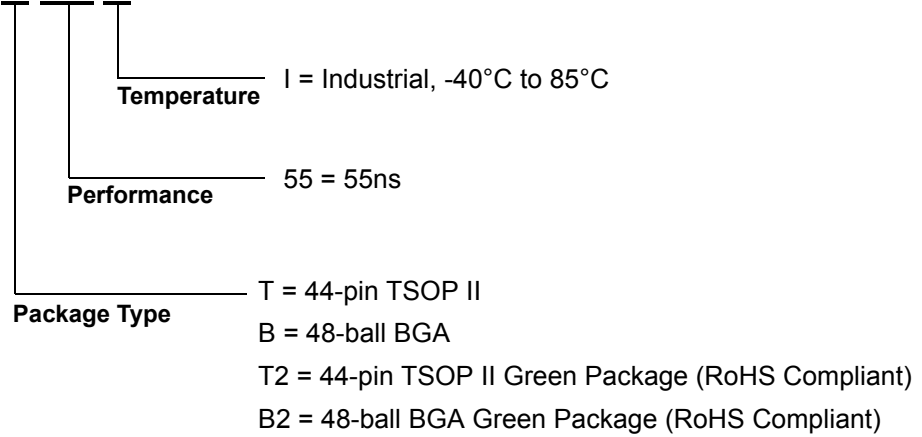 I = Industrial, -40°C to 85°C
Temperature
55 = 55ns
Performance
T = 44-pin TSOP II
Package Type
B = 48-ball BGA
T2 = 44-pin TSOP II Green Package (RoHS Compliant)
B2 = 48-ball BGA Green Package (RoHS Compliant)